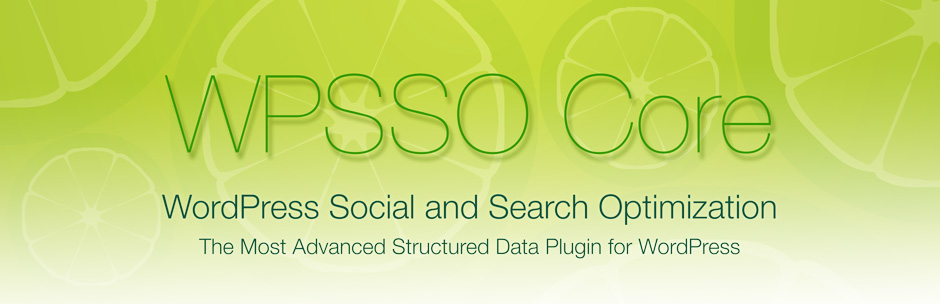 WPSSO Core
WordPress Social and Search Optimization
The Most Advanced Structured Data Plugin for WordPress